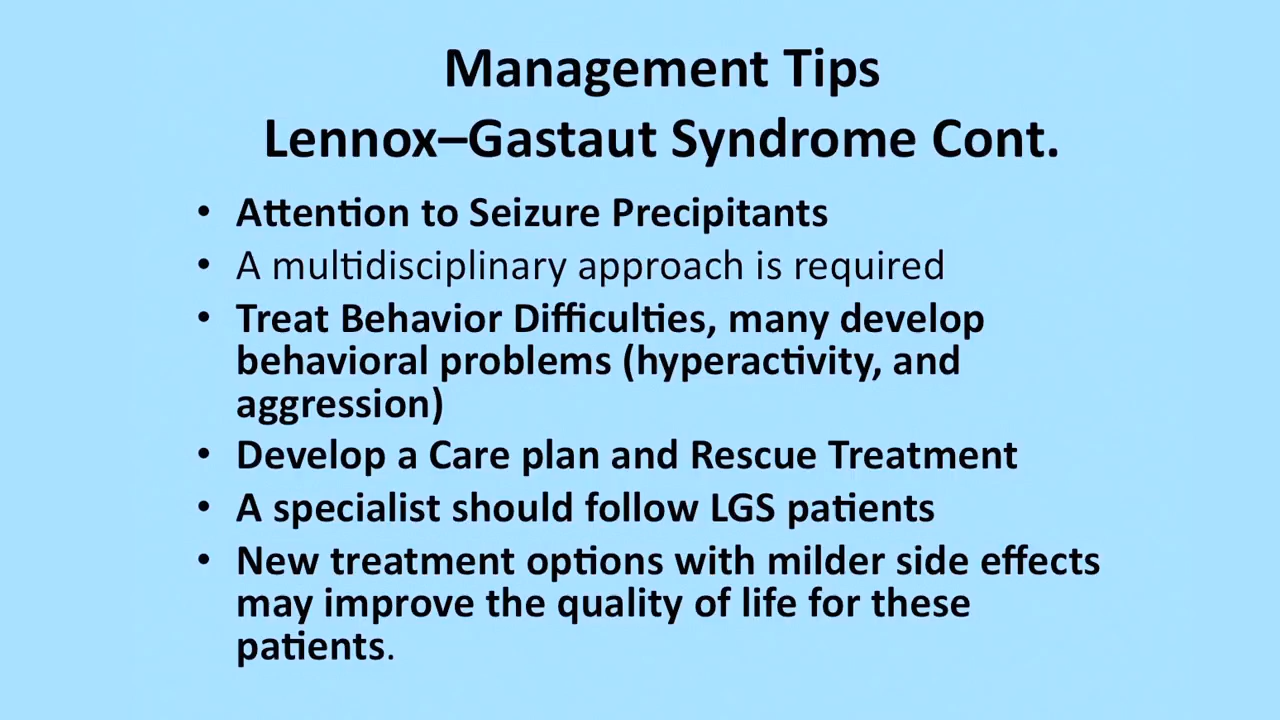 Management Tips
Lennox–Gastaut Syndrome Cont.
• Attention to Seizure Precipitants
• A multidisciplinary approach is required
• Treat Behavior Difficulties, many develop
behavioral problems (hyperactivity, and
aggression)
• Develop a Care plan and Rescue Treatment
• A specialist should follow LGS patients
• New treatment options with milder side effects
may improve the quality of life for these
patients.